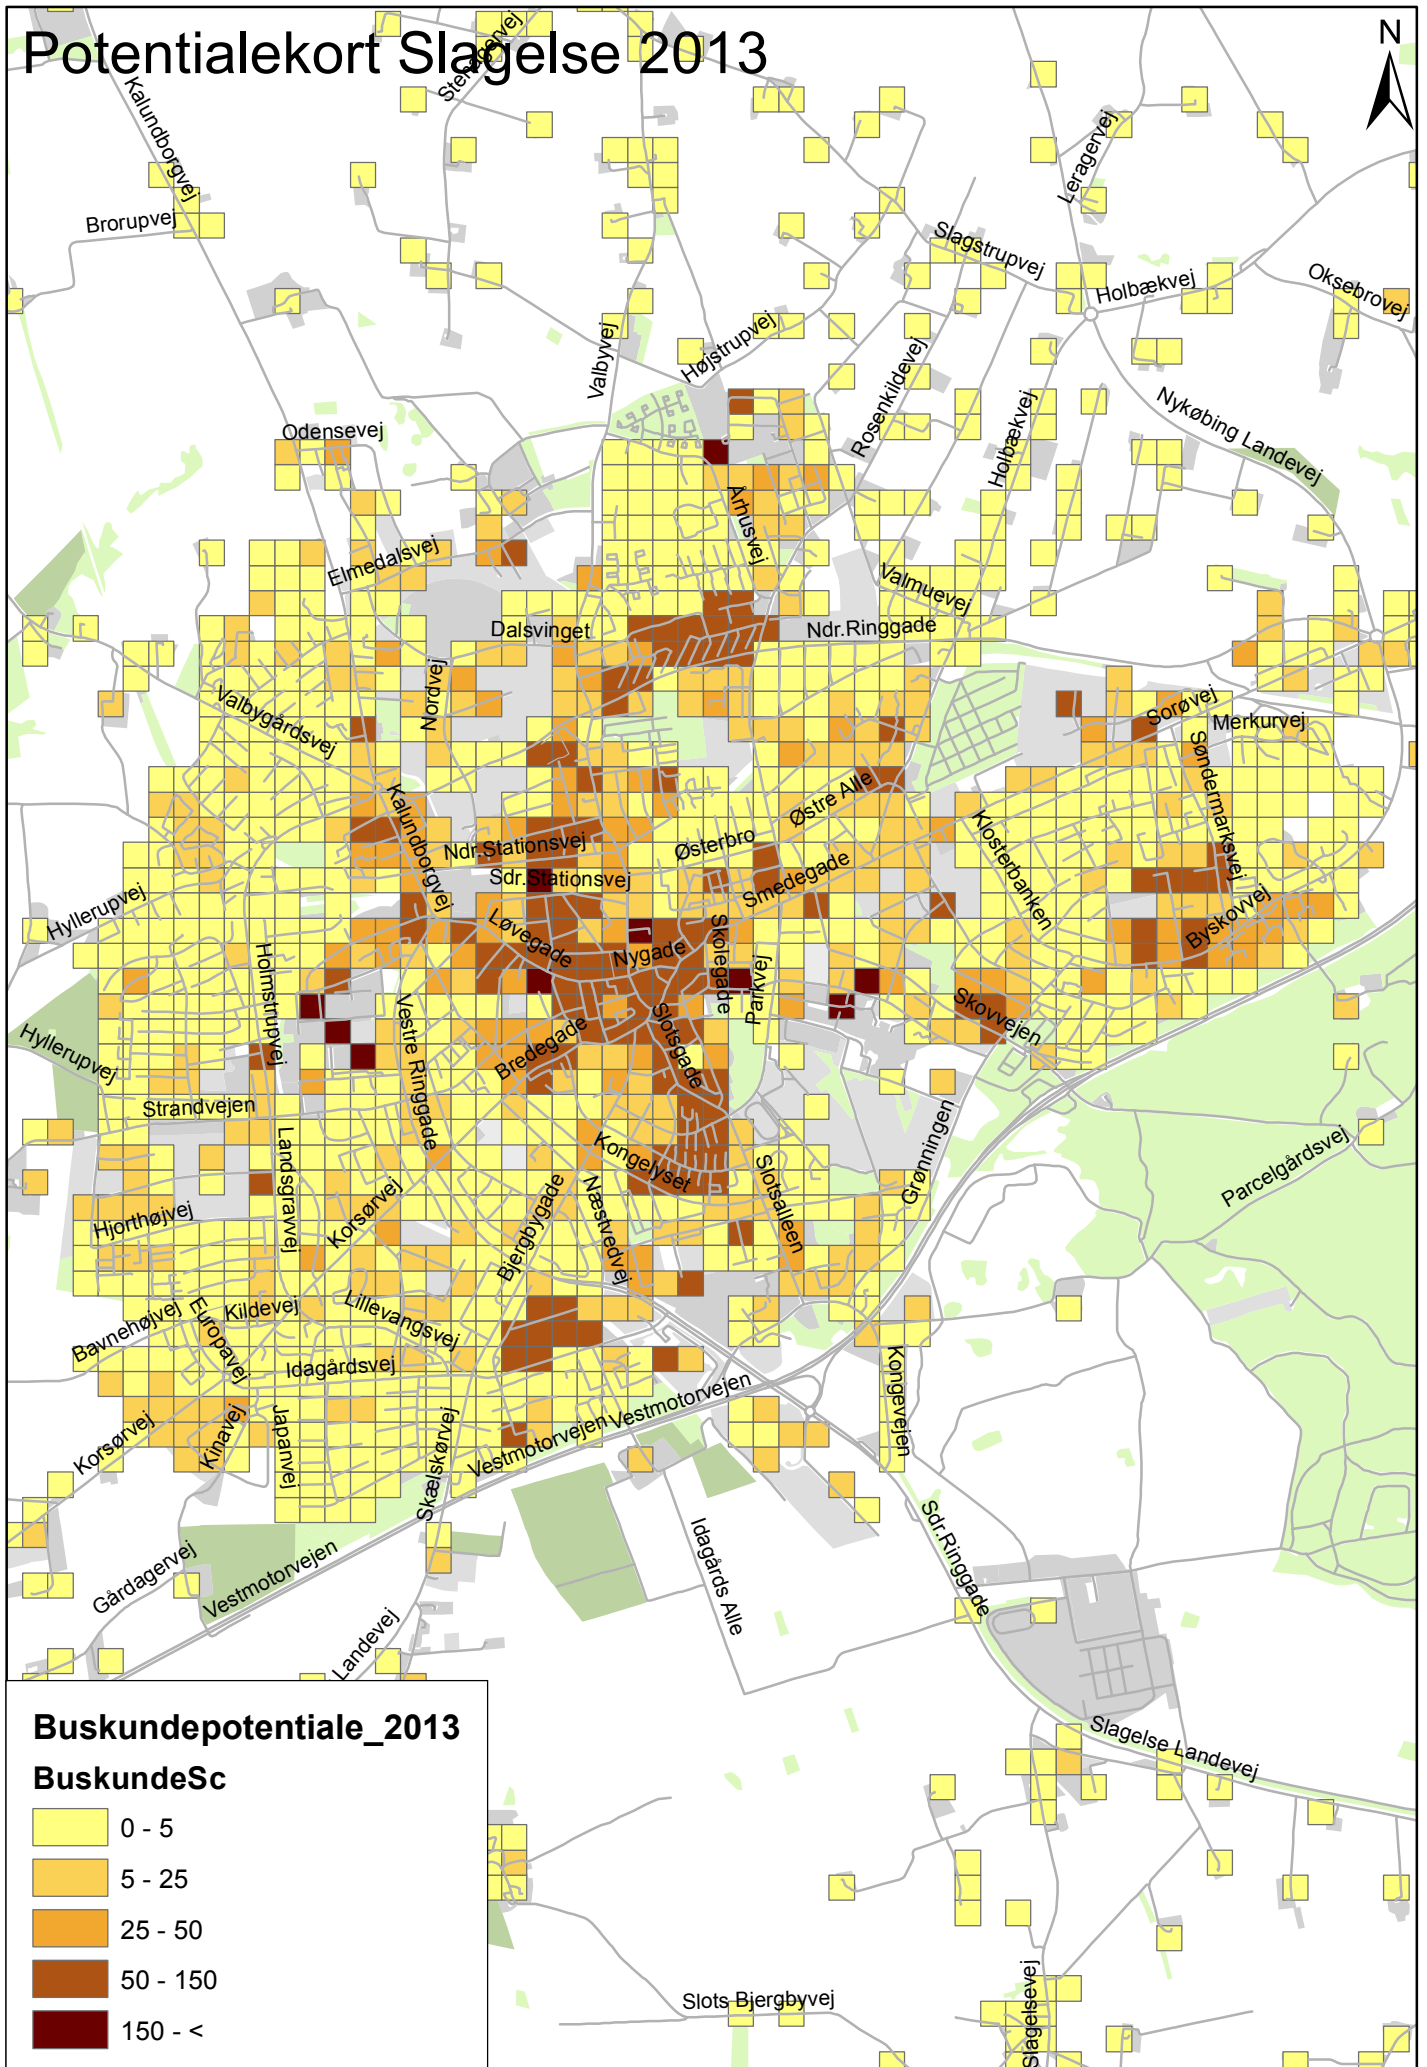 Potentialekort Slagelse 2013
N
Stenagervej
Kalundborgvej
Leragervej
Brorupvej
Slagstrupvej
Holbækvej
Oksebrovej
Valbyvej
Højstrupvej
Rosenkildevej
Holbækvej
Nykøbing Landevej
Odensevej
Århusvej
Elmedalsvej
Valmuevej
Dalsvinget
Ndr.Ringgade
Nordvej
Valbygårdsvej
Sorøvej
Merkurvej
Søndermarksvej
Kalundborgvej
Østre Alle
Klosterbanken
Ndr.Stationsvej
Østerbro
Sdr.Stationsvej
Smedegade
Hyllerupvej
Løvegade
Nygade
Skolegade
Byskovvej
Holmstrupvej
Parkvej
Vestre Ringgade
Skovvejen
Hyllerupvej
Bredegade
Slotsgade
Strandvejen
Grønningen
Parcelgårdsvej
Landsgravvej
Kongelyset
Slotsalleen
Hjorthøjvej
Korsørvej
Bjergbygade
Næstvedvej
Bavnehøjvej
Europavej
Kildevej
Lillevangsvej
Idagårdsvej
Kongevejen
Vestmotorvejen
Korsørvej
Kinavej
Japanvej
Skælskørvej
Vestmotorvejen
Sdr.Ringgade
Idagårds Alle
Gårdagervej
Vestmotorvejen
Landevej
Slagelse Landevej
Buskundepotentiale_2013
BuskundeSc
0 - 5
5 - 25
25 - 50
50 - 150
150 - <
Slots Bjergbyvej
Slagelsevej